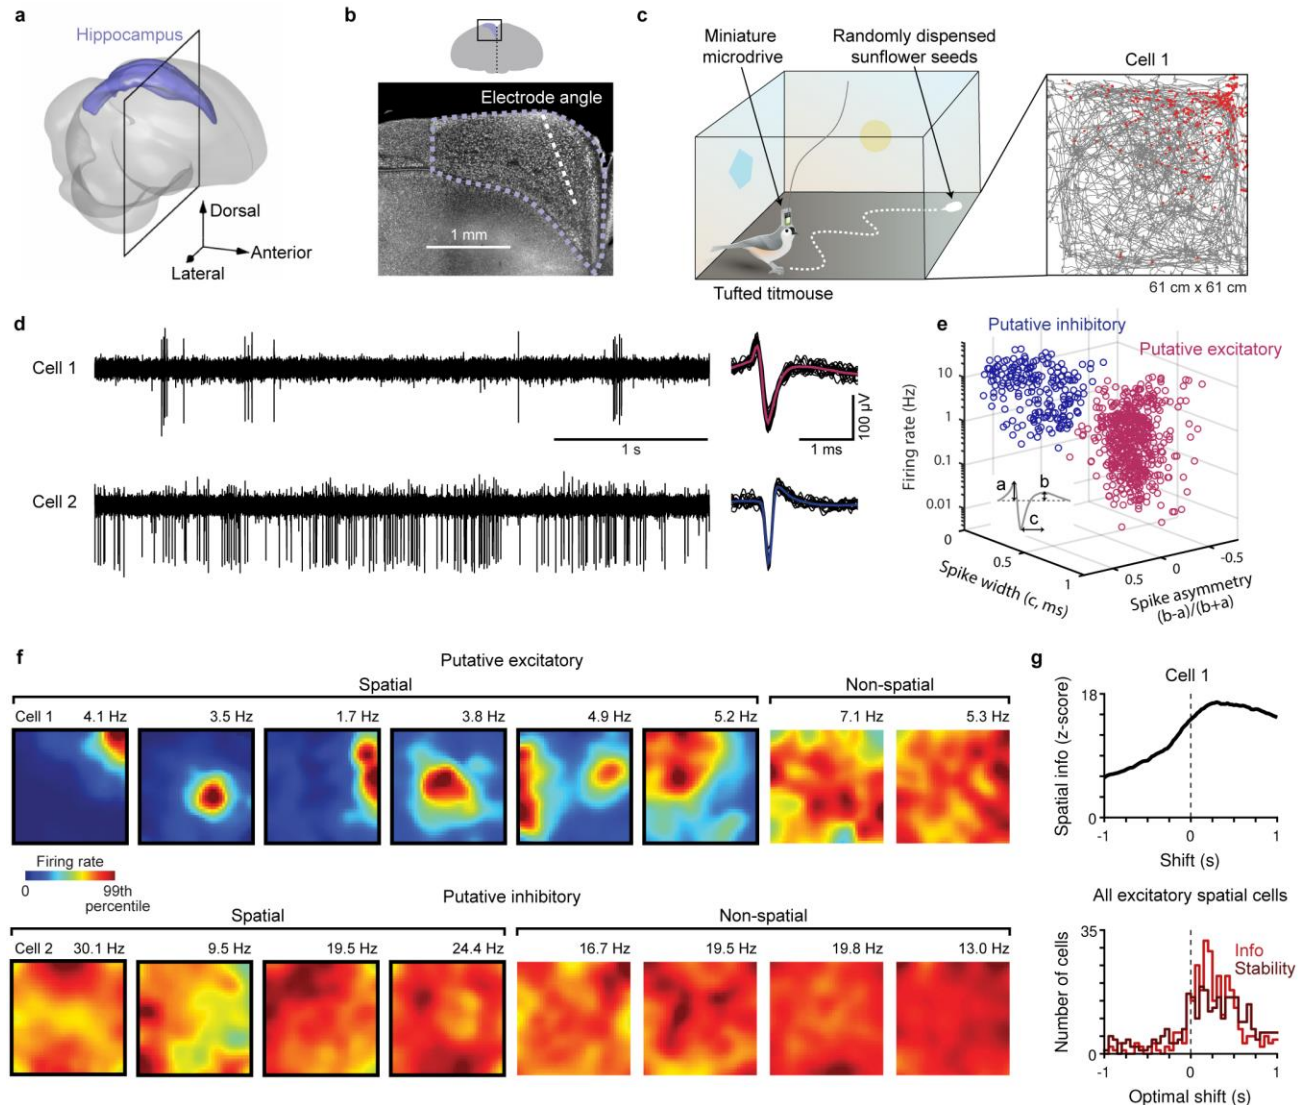 a
Hippocampus
Dorsal
Anterior
Lateral
b
Electrode angle
1 mm
c
Miniature
microdrive
Randomly dispensed
sunflower seeds
Tufted titmouse
Cell 1
61 cm x 61 cm
d
Cell 1
1 s
1 ms
100 µV
Cell 2
e
Putative inhibitory
Putative excitatory
Firing rate (Hz)
10
1
0.1
0.01
a
b
c
0
0.5
1
Spike width (c, ms)
0.5
0
-0.5
Spike asymmetry
(b-a)/(b+a)
f
Putative excitatory
Spatial
Non-spatial
Cell 1 4.1 Hz 3.5 Hz 1.7 Hz 3.8 Hz 4.9 Hz 5.2 Hz 7.1 Hz 5.3 Hz
Firing rate
0 99th
percentile
Putative inhibitory
Spatial
Non-spatial
Cell 2 30.1 Hz 9.5 Hz 19.5 Hz 24.4 Hz 16.7 Hz 19.5 Hz 19.8 Hz 13.0 Hz
g
Cell 1
Spatial info (z-score)
18
0
-1 0 1
Shift (s)
All excitatory spatial cells
Number of cells
35
0
Info
Stability
-1 0 1
Optimal shift (s)